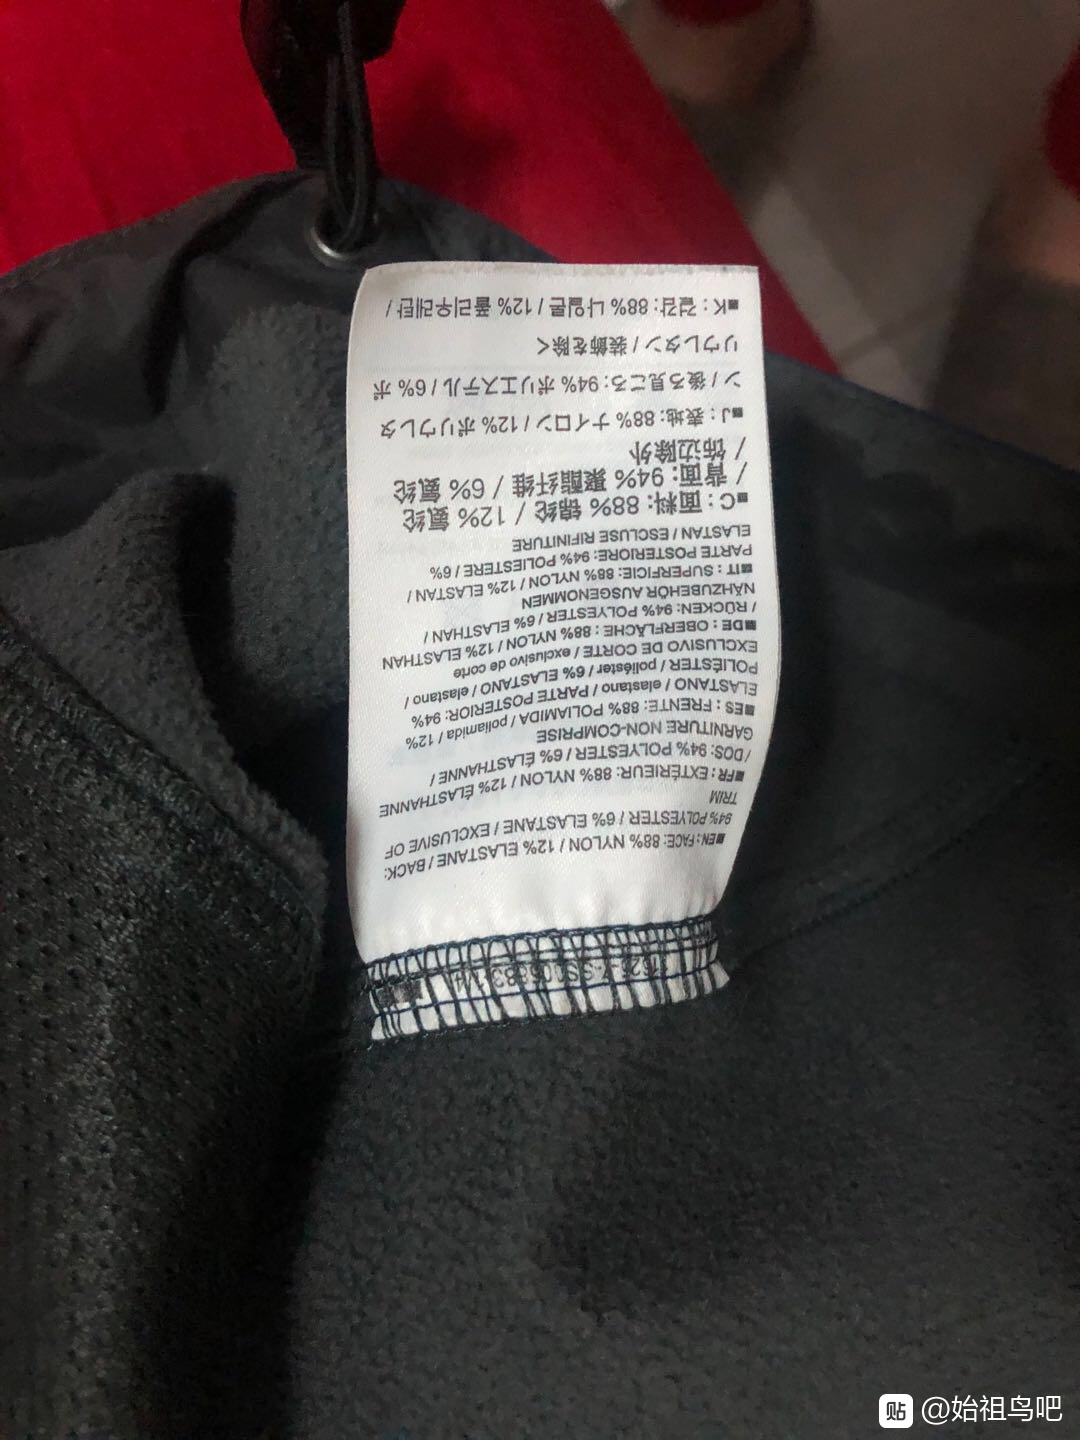 ■EN: FACE: 88% NYLON / 12% ELASTANE / BACK:
94% POLYESTER / 6% ELASTANE / EXCLUSIVE OF
TRIM
■FR: EXTÉRIEUR: 88% NYLON / 12% ÉLASTHANNE
/ DOS: 94% POLYESTER / 6% ÉLASTHANNE /
GARNITURE NON-COMPRISE
■ES : FRENTE: 88% POLIAMIDA / poliamida / 12%
ELASTANO / elastano / PARTE POSTERIOR: 94%
POLIÉSTER / poliéster / 6% ELASTANO / elastano /
EXCLUSIVO DE CORTE / exclusivo de corte
■DE : OBERFLÄCHE : 88% NYLON / 12% ELASTHAN
/ RÜCKEN: 94% POLYESTER / 6% ELASTHAN /
NÄHZUBEHÖR AUSGENOMMEN
■IT : SUPERFICIE: 88% NYLON / 12% ELASTAN /
PARTE POSTERIORE: 94% POLIESTERE / 6%
ELASTAN / ESCLUSE RIFINITURE
■C : 面料: 88% 锦纶 / 12% 氨纶
/ 背面: 94% 聚酯纤维 / 6% 氨纶
/ 饰边除外
■J : 表地: 88% ナイロン / 12% ポリウレタ
ン / 後ろ見ごろ: 94% ポリエステル / 6% ポ
リウレタン / 装飾を除く
■K : 겉감: 88% 나일론 / 12% 폴리우레탄 /
贴 @始祖鸟吧